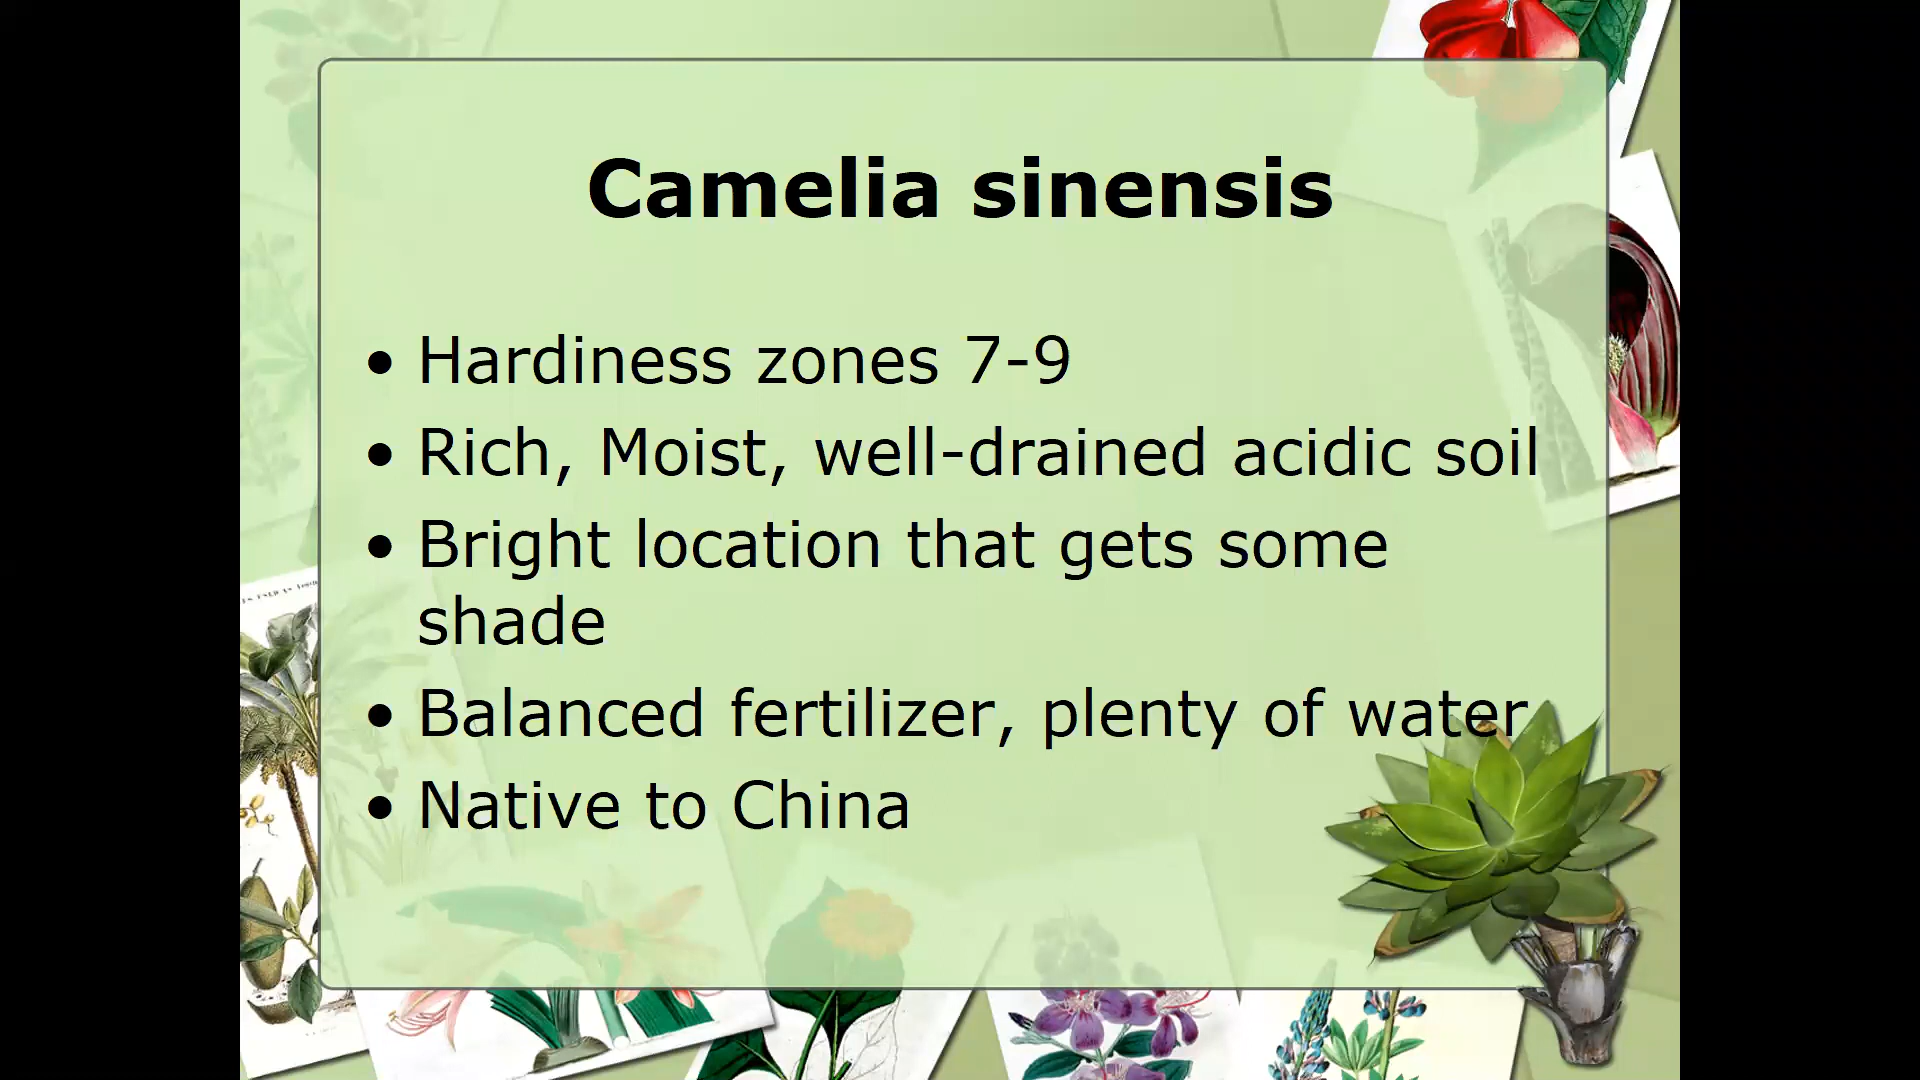 Camelia sinensis
• Hardiness zones 7-9
• Rich, Moist, well-drained acidic soil
• Bright location that gets some
shade
• Balanced fertilizer, plenty of water
• Native to China